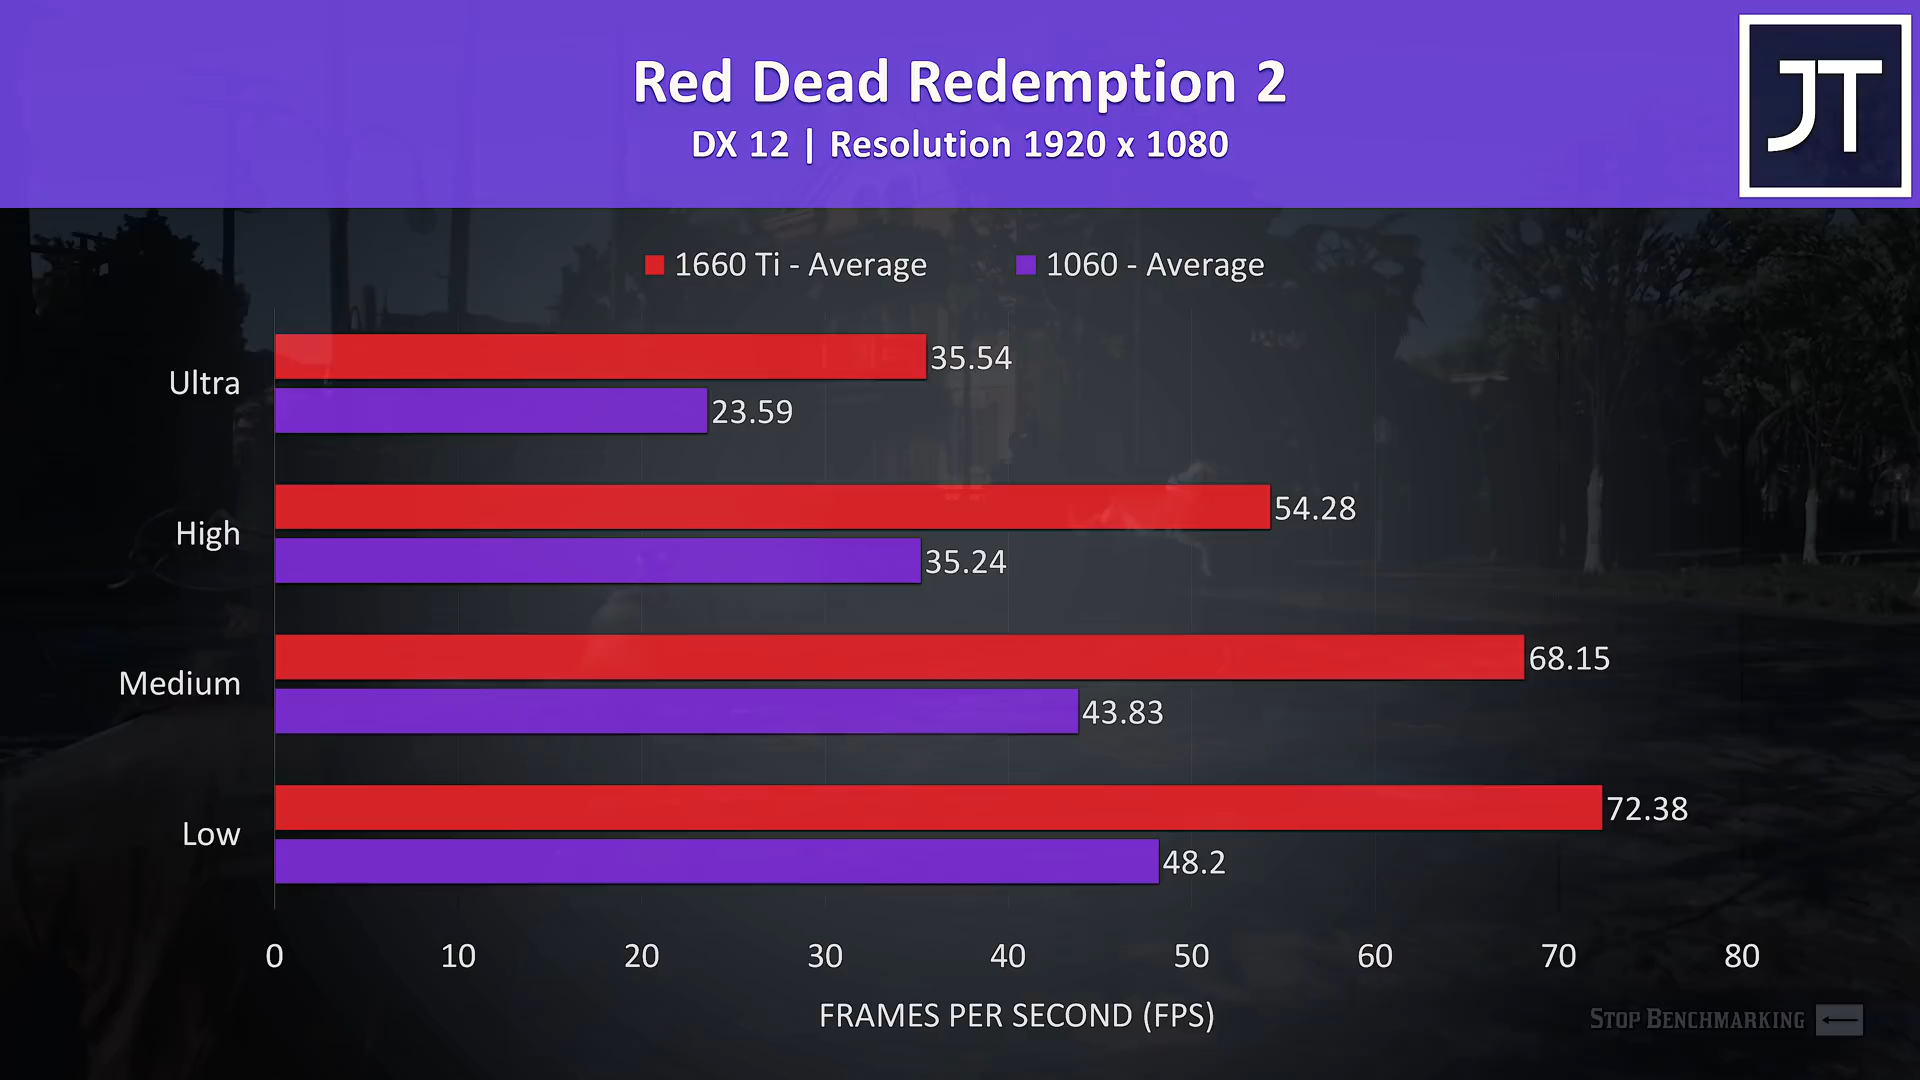 Red Dead Redemption 2
DX 12 | Resolution 1920 x 1080
JT
1660 Ti - Average 1060 - Average
Ultra
35.54
23.59
High
54.28
35.24
Medium
68.15
43.83
Low
72.38
48.2
0 10 20 30 40 50 60 70 80
FRAMES PER SECOND (FPS)
STOP BENCHMARKING